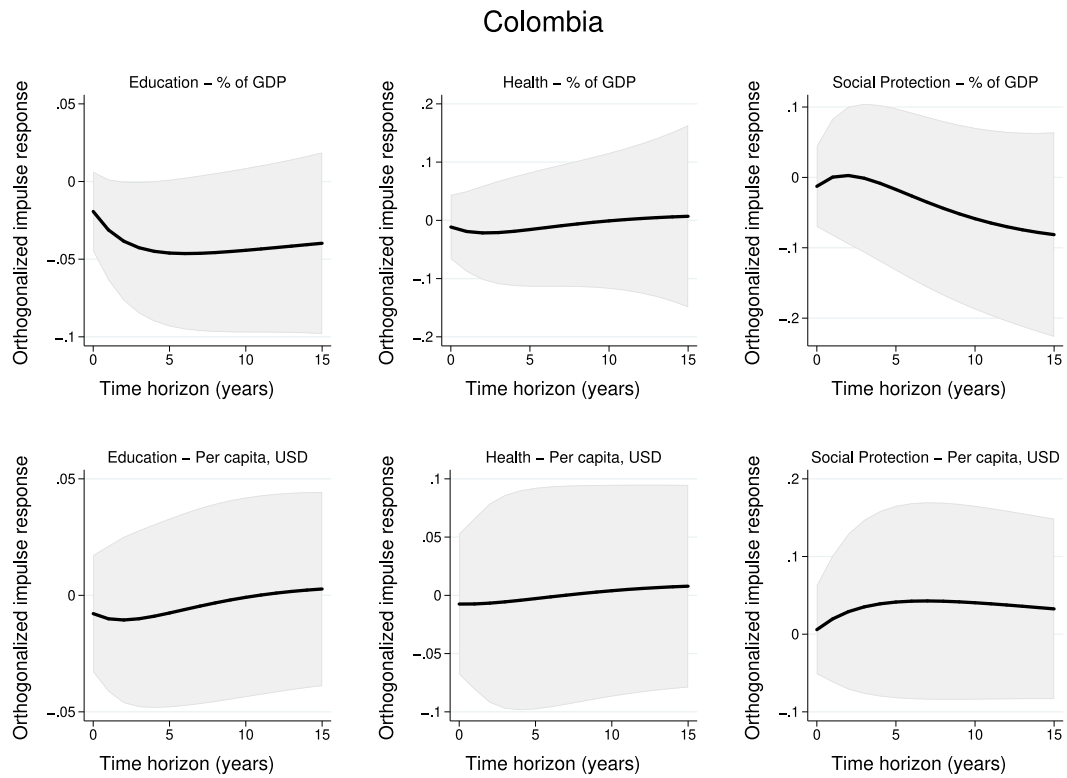 Colombia
Education – % of GDP
Orthogonalized impulse response
.05
0
-.05
-.1
0 5 10 15
Time horizon (years)
Health – % of GDP
Orthogonalized impulse response
.2
.1
0
-.1
-.2
0 5 10 15
Time horizon (years)
Social Protection – % of GDP
Orthogonalized impulse response
.1
0
-.1
-.2
0 5 10 15
Time horizon (years)
Education – Per capita, USD
Orthogonalized impulse response
.05
0
-.05
0 5 10 15
Time horizon (years)
Health – Per capita, USD
Orthogonalized impulse response
.1
.05
0
-.05
-.1
0 5 10 15
Time horizon (years)
Social Protection – Per capita, USD
Orthogonalized impulse response
.2
.1
0
-.1
0 5 10 15
Time horizon (years)